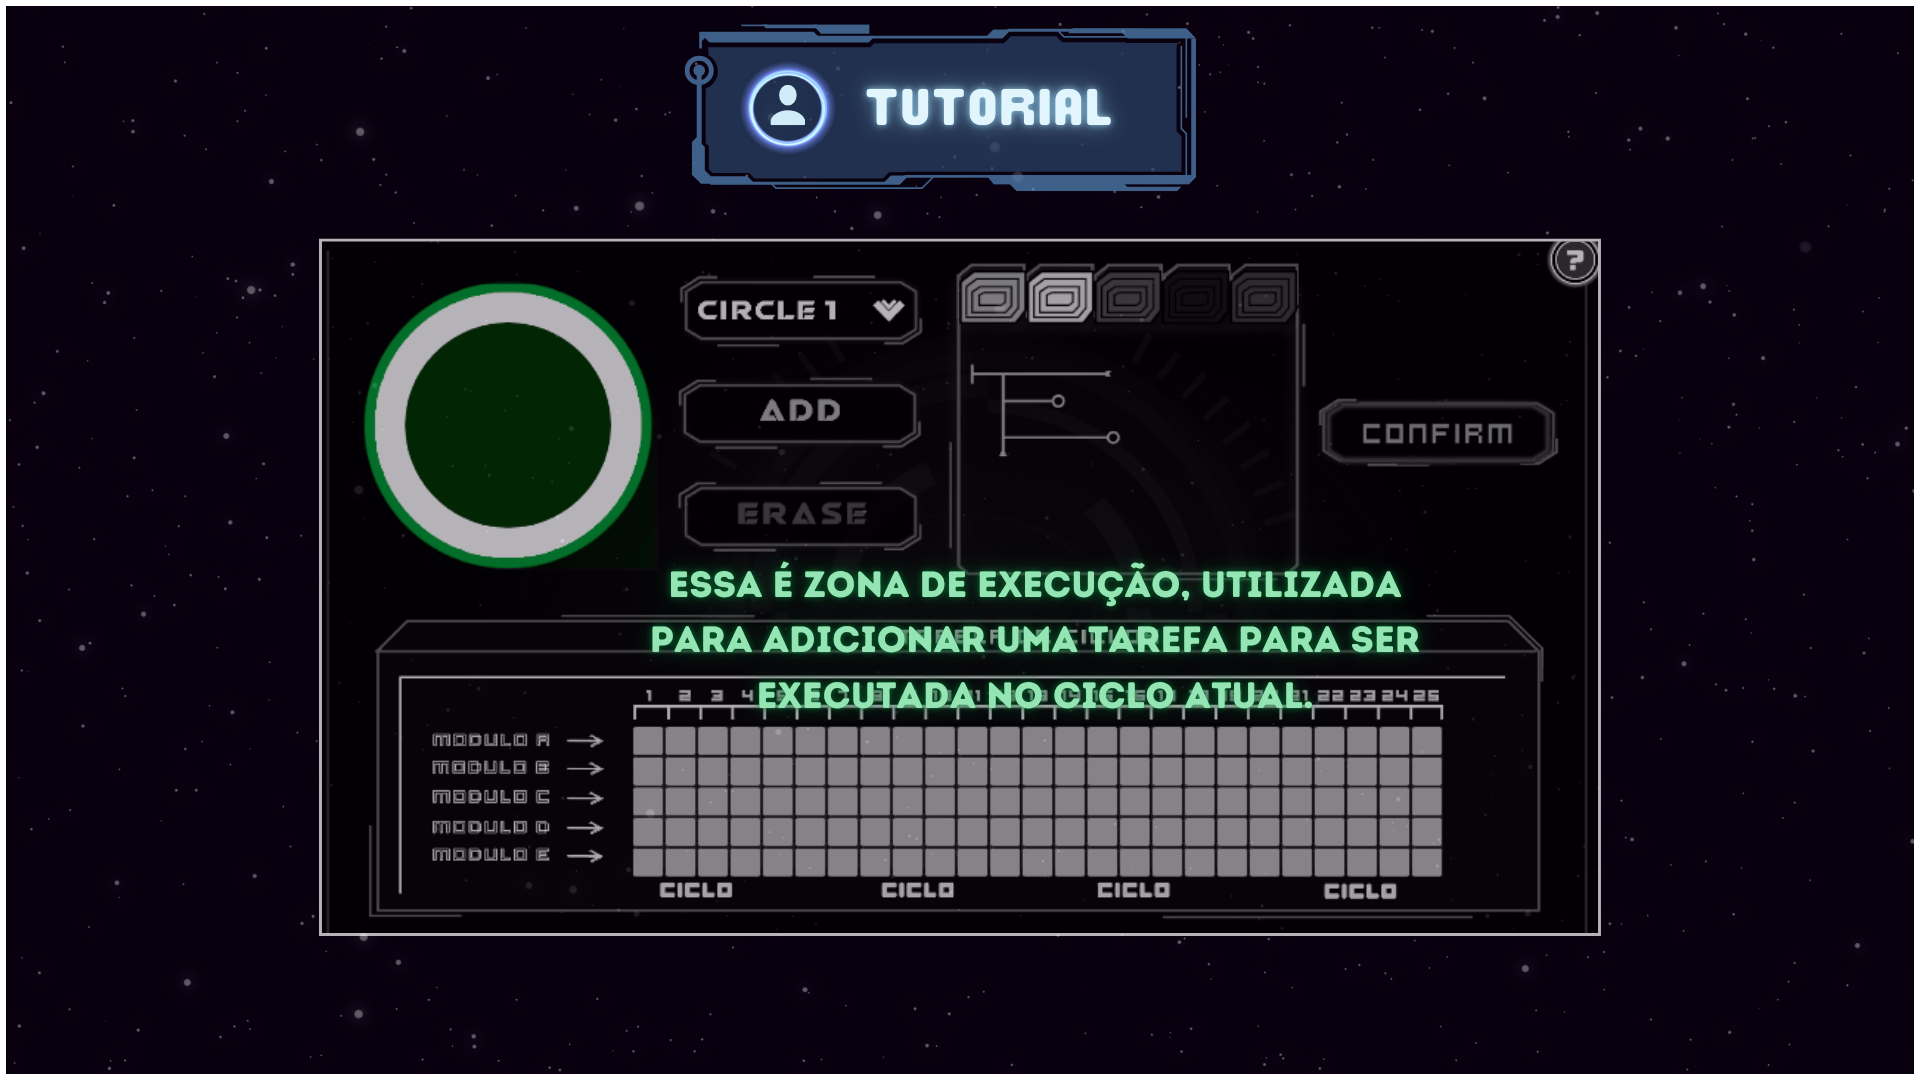 TUTORIAL
?
CIRCLE 1
ADD
ERASE
CONFIRM
ESSA É ZONA DE EXECUÇÃO, UTILIZADA
PARA ADICIONAR UMA TAREFA PARA SER
EXECUTADA NO CICLO ATUAL.
1 2 3 4 21 22 23 24 25
MODULO A
MODULO B
MODULO C
MODULO D
MODULO E
CICLO CICLO CICLO CICLO